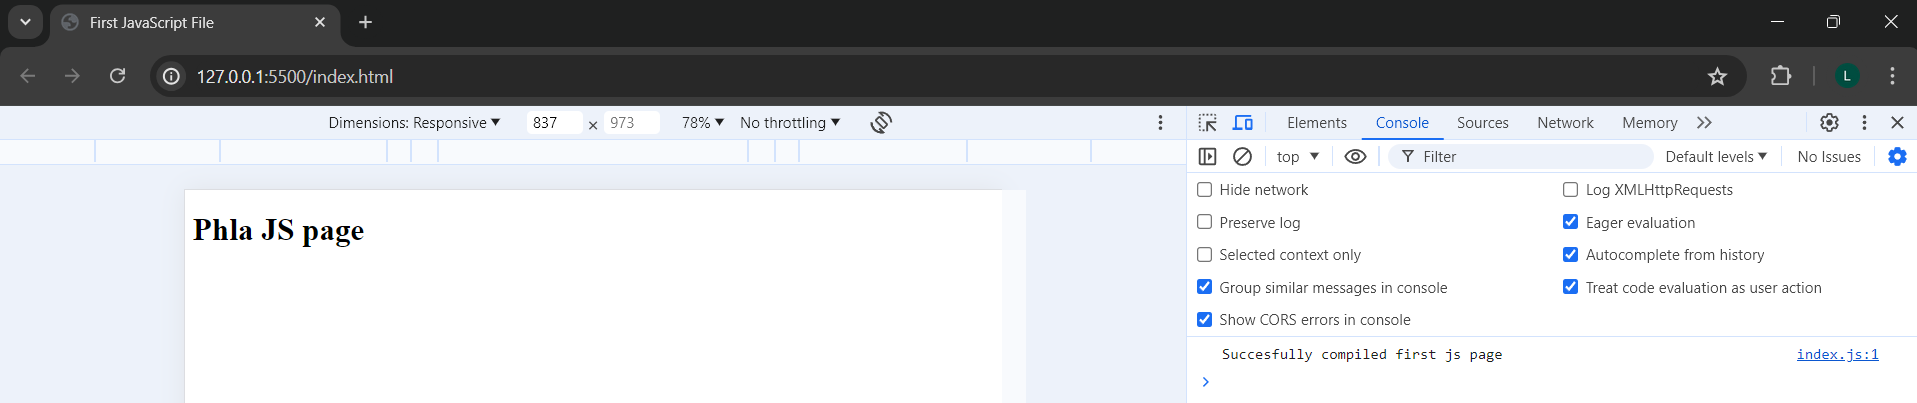 First JavaScript File
127.0.0.1:5500/index.html
L
Dimensions: Responsive 837 × 973 78% No throttling
Elements Console Sources Network Memory
top Filter Default levels No Issues
Hide network Log XMLHttpRequests
Preserve log Eager evaluation
Selected context only Autocomplete from history
Group similar messages in console Treat code evaluation as user action
Show CORS errors in console
Succesfully compiled first js page index.js:1
Phla JS page